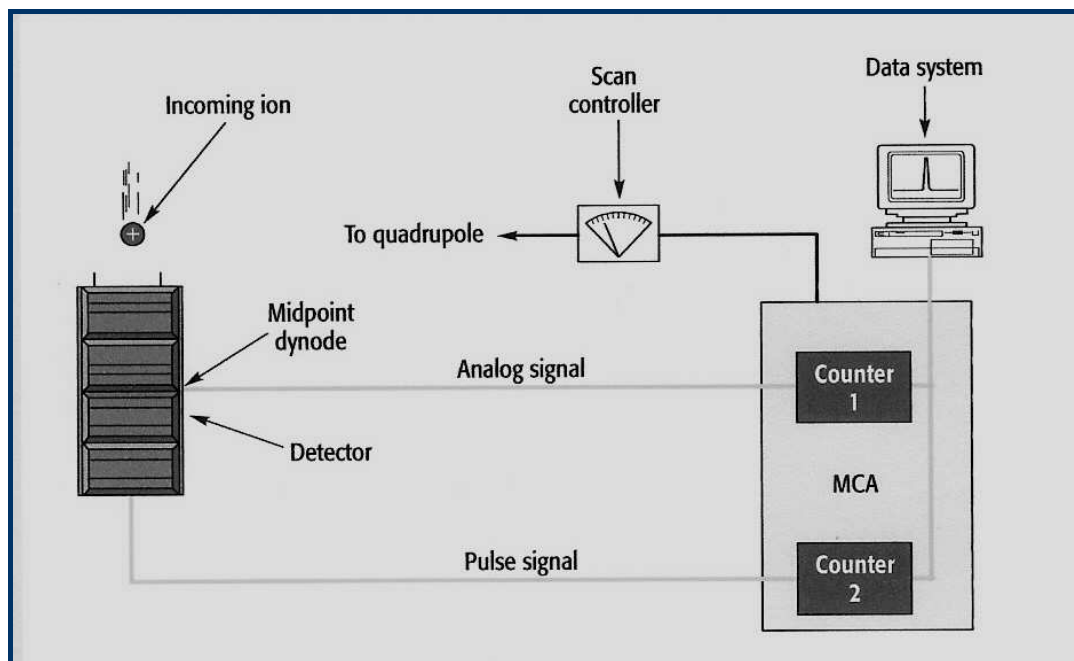 Incoming ion
Scan
controller
Data system
To quadrupole
Midpoint
dynode
Analog signal
Counter
1
Detector
MCA
Pulse signal
Counter
2